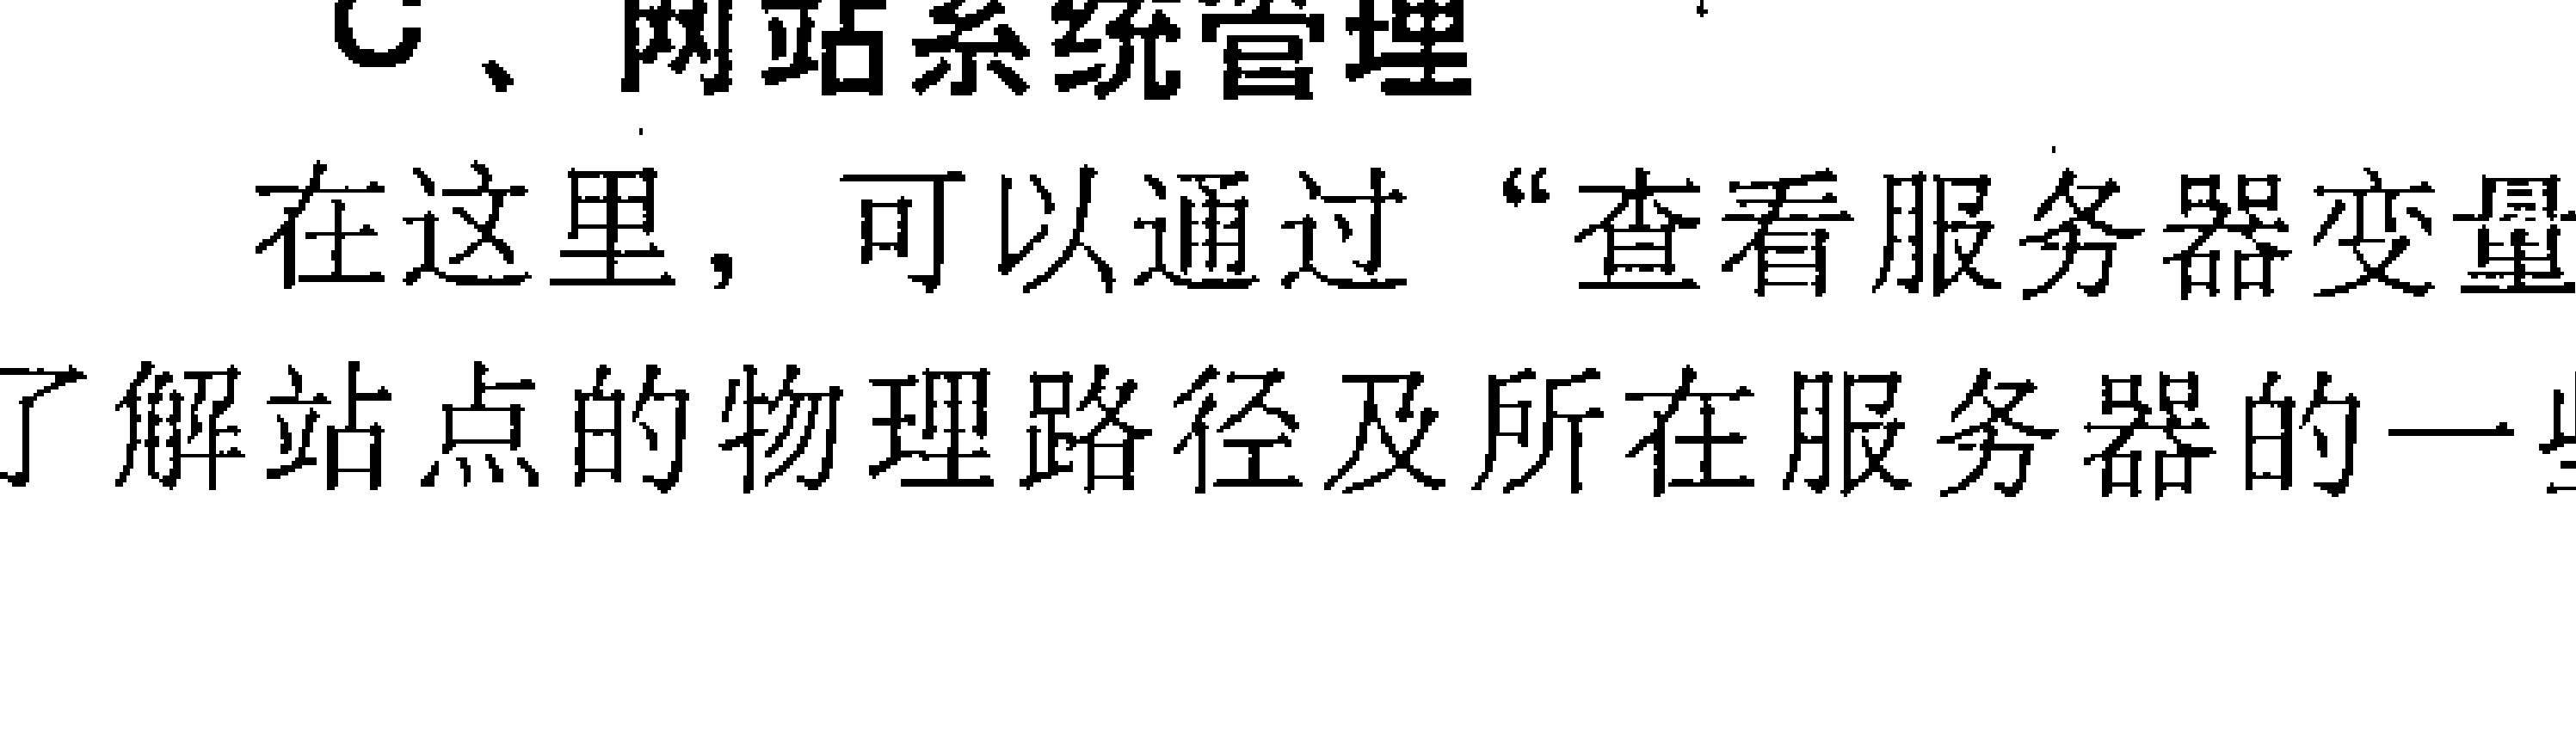 C、网站系统管理
在这里，可以通过“查看服务器变量
了解站点的物理路径及所在服务器的一